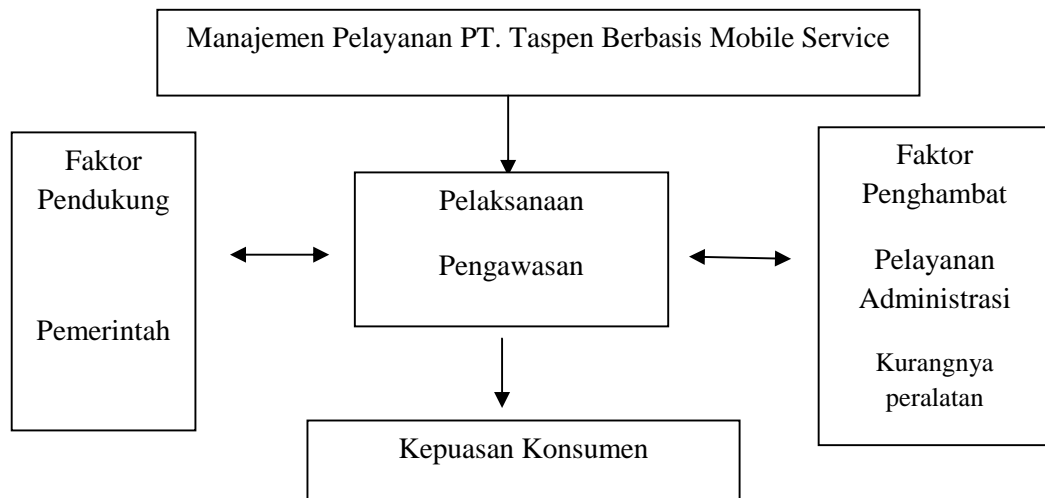 Manajemen Pelayanan PT. Taspen Berbasis Mobile Service
Faktor
Pendukung
Pemerintah
Pelaksanaan
Pengawasan
Faktor
Penghambat
Pelayanan
Administrasi
Kurangnya
peralatan
Kepuasan Konsumen